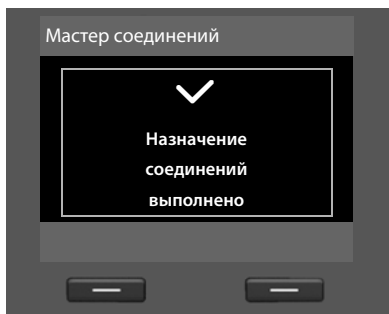 Мастер соединений
Назначение
соединений
выполнено